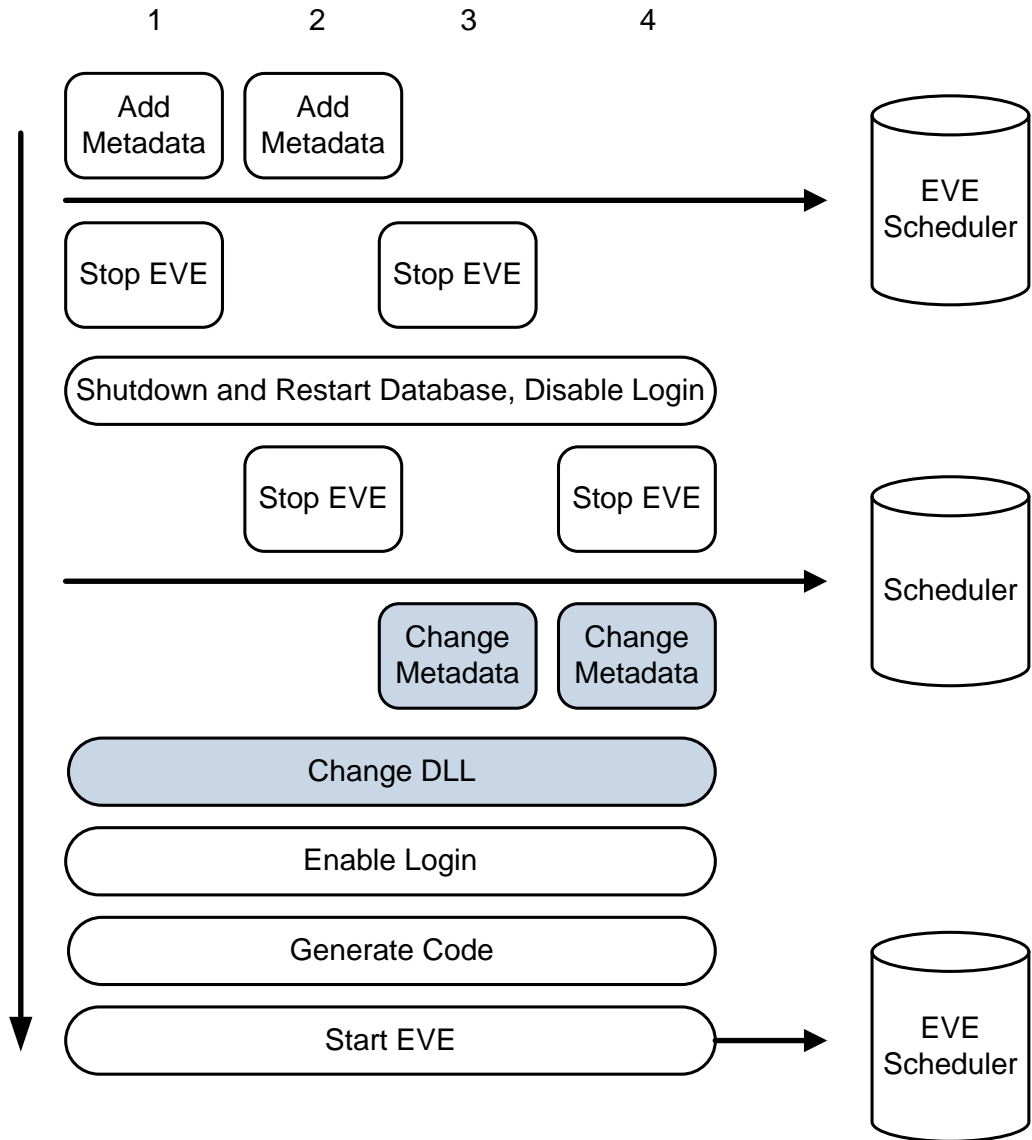 1 2 3 4
Add
Metadata
Add
Metadata
EVE
Scheduler
Stop EVE
Stop EVE
Shutdown and Restart Database, Disable Login
Stop EVE
Stop EVE
Scheduler
Change
Metadata
Change
Metadata
Change DLL
Enable Login
Generate Code
Start EVE
EVE
Scheduler